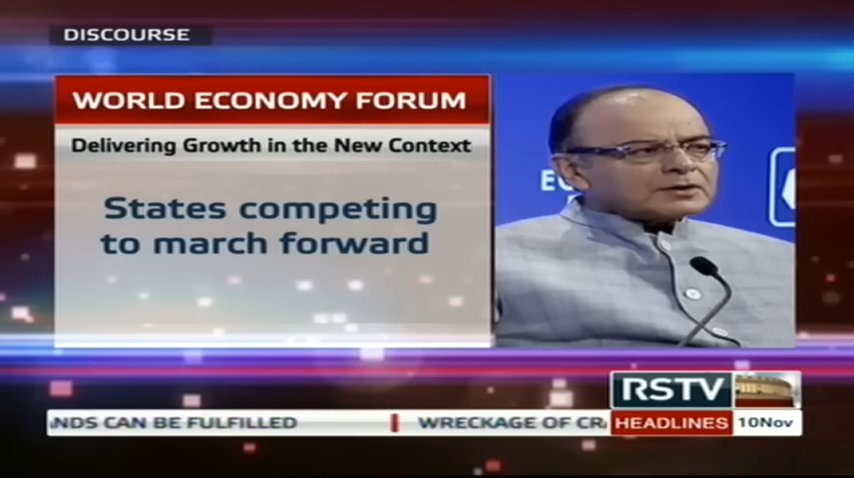 DISCOURSE
WORLD ECONOMY FORUM
Delivering Growth in the New Context
States competing
to march forward
RSTV
NDS CAN BE FULFILLED WRECKAGE OF CR
HEADLINES 10Nov